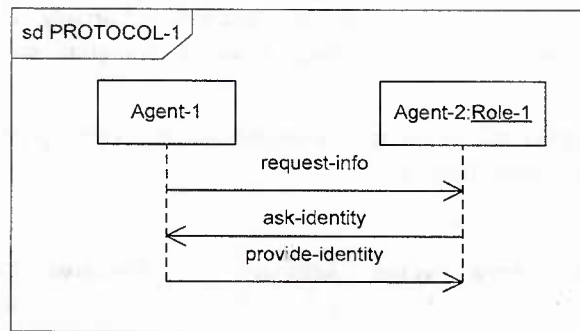 sd PROTOCOL-1
Agent-1
Agent-2:Role-1
request-info
ask-identity
provide-identity